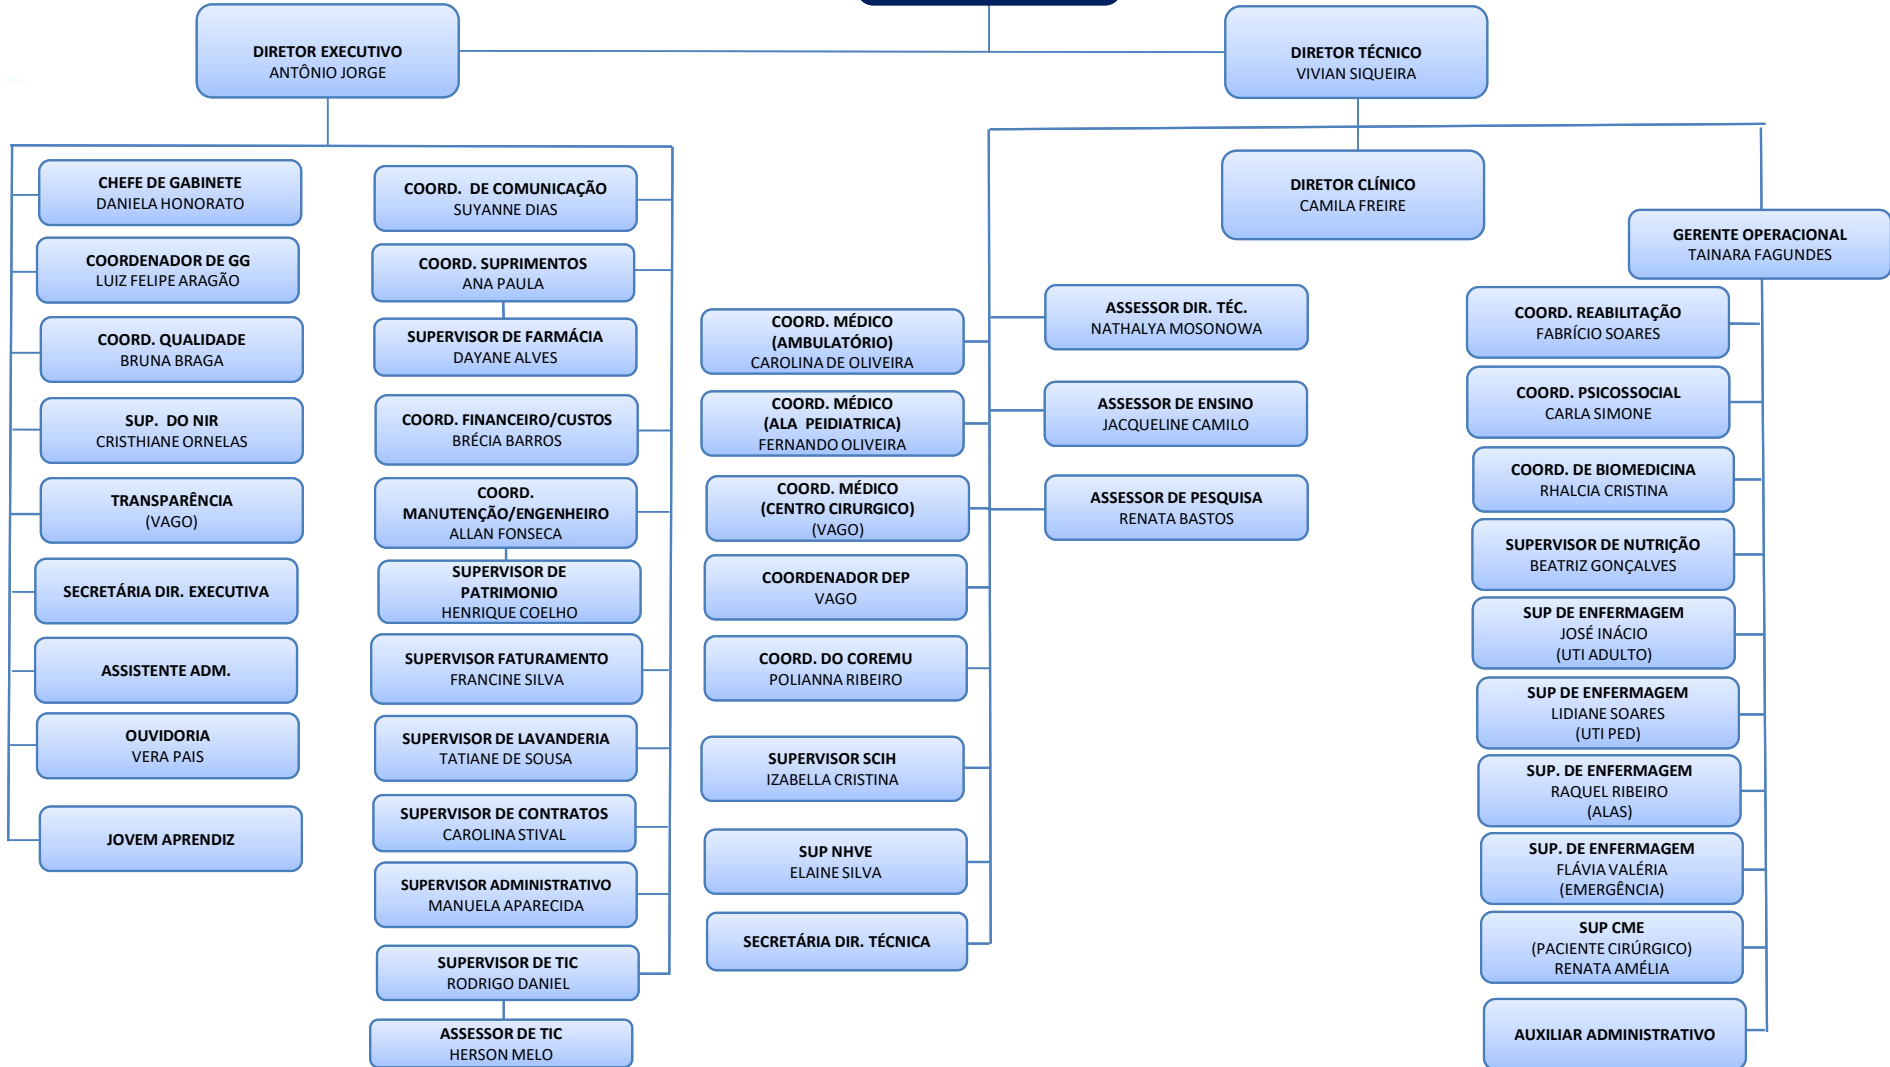 DIRETOR EXECUTIVO
ANTÔNIO JORGE
DIRETOR TÉCNICO
VIVIAN SIQUEIRA
CHEFE DE GABINETE
DANIELA HONORATO
COORDENADOR DE GG
LUIZ FELIPE ARAGÃO
COORD. QUALIDADE
BRUNA BRAGA
SUP. DO NIR
CRISTHIANE ORNELAS
TRANSPARÊNCIA
(VAGO)
SECRETÁRIA DIR. EXECUTIVA
ASSISTENTE ADM.
OUVIDORIA
VERA PAIS
JOVEM APRENDIZ
COORD. DE COMUNICAÇÃO
SUYANNE DIAS
COORD. SUPRIMENTOS
ANA PAULA
SUPERVISOR DE FARMÁCIA
DAYANE ALVES
COORD. FINANCEIRO/CUSTOS
BRÉCIA BARROS
COORD.
MANUTENÇÃO/ENGENHEIRO
ALLAN FONSECA
SUPERVISOR DE
PATRIMONIO
HENRIQUE COELHO
SUPERVISOR FATURAMENTO
FRANCINE SILVA
SUPERVISOR DE LAVANDERIA
TATIANE DE SOUSA
SUPERVISOR DE CONTRATOS
CAROLINA STIVAL
SUPERVISOR ADMINISTRATIVO
MANUELA APARECIDA
SUPERVISOR DE TIC
RODRIGO DANIEL
ASSESSOR DE TIC
HERSON MELO
DIRETOR CLÍNICO
CAMILA FREIRE
COORD. MÉDICO
(AMBULATÓRIO)
CAROLINA DE OLIVEIRA
COORD. MÉDICO
(ALA PEIDIATRICA)
FERNANDO OLIVEIRA
COORD. MÉDICO
(CENTRO CIRURGICO)
(VAGO)
COORDENADOR DEP
VAGO
COORD. DO COREMU
POLIANNA RIBEIRO
SUPERVISOR SCIH
IZABELLA CRISTINA
SUP NHVE
ELAINE SILVA
SECRETÁRIA DIR. TÉCNICA
ASSESSOR DIR. TÉC.
NATHALYA MOSONOWA
ASSESSOR DE ENSINO
JACQUELINE CAMILO
ASSESSOR DE PESQUISA
RENATA BASTOS
GERENTE OPERACIONAL
TAINARA FAGUNDES
COORD. REABILITAÇÃO
FABRÍCIO SOARES
COORD. PSICOSSOCIAL
CARLA SIMONE
COORD. DE BIOMEDICINA
RHALCIA CRISTINA
SUPERVISOR DE NUTRIÇÃO
BEATRIZ GONÇALVES
SUP DE ENFERMAGEM
JOSÉ INÁCIO
(UTI ADULTO)
SUP DE ENFERMAGEM
LIDIANE SOARES
(UTI PED)
SUP. DE ENFERMAGEM
RAQUEL RIBEIRO
(ALAS)
SUP. DE ENFERMAGEM
FLÁVIA VALÉRIA
(EMERGÊNCIA)
SUP CME
(PACIENTE CIRÚRGICO)
RENATA AMÉLIA
AUXILIAR ADMINISTRATIVO